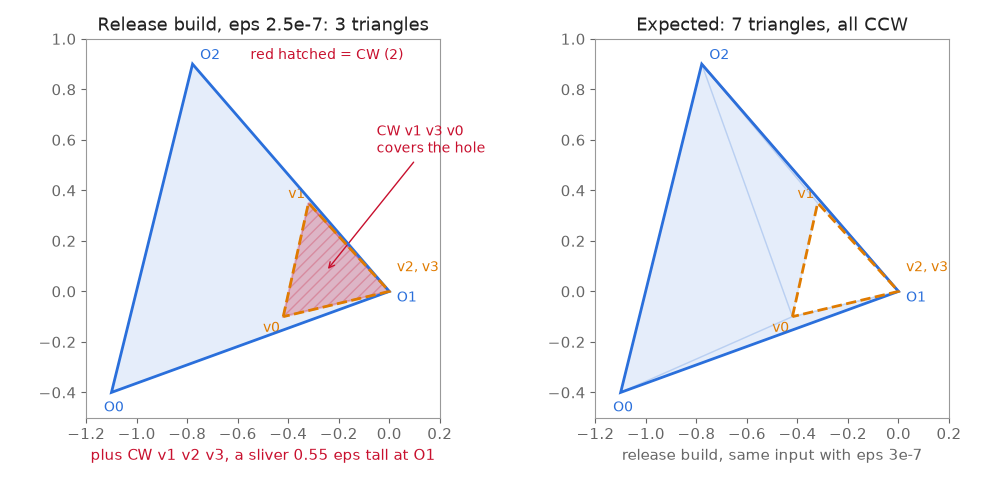 Release build, eps 2.5e-7: 3 triangles
1.0
0.8
0.6
0.4
0.2
0.0
−0.2
−0.4
−1.2 −1.0 −0.8 −0.6 −0.4 −0.2 0.0 0.2
O2
red hatched = CW (2)
CW v1 v3 v0
covers the hole
v1
v2, v3
O1
v0
O0
plus CW v1 v2 v3, a sliver 0.55 eps tall at O1
Expected: 7 triangles, all CCW
1.0
0.8
0.6
0.4
0.2
0.0
−0.2
−0.4
−1.2 −1.0 −0.8 −0.6 −0.4 −0.2 0.0 0.2
O2
v1
v2, v3
O1
v0
O0
release build, same input with eps 3e-7